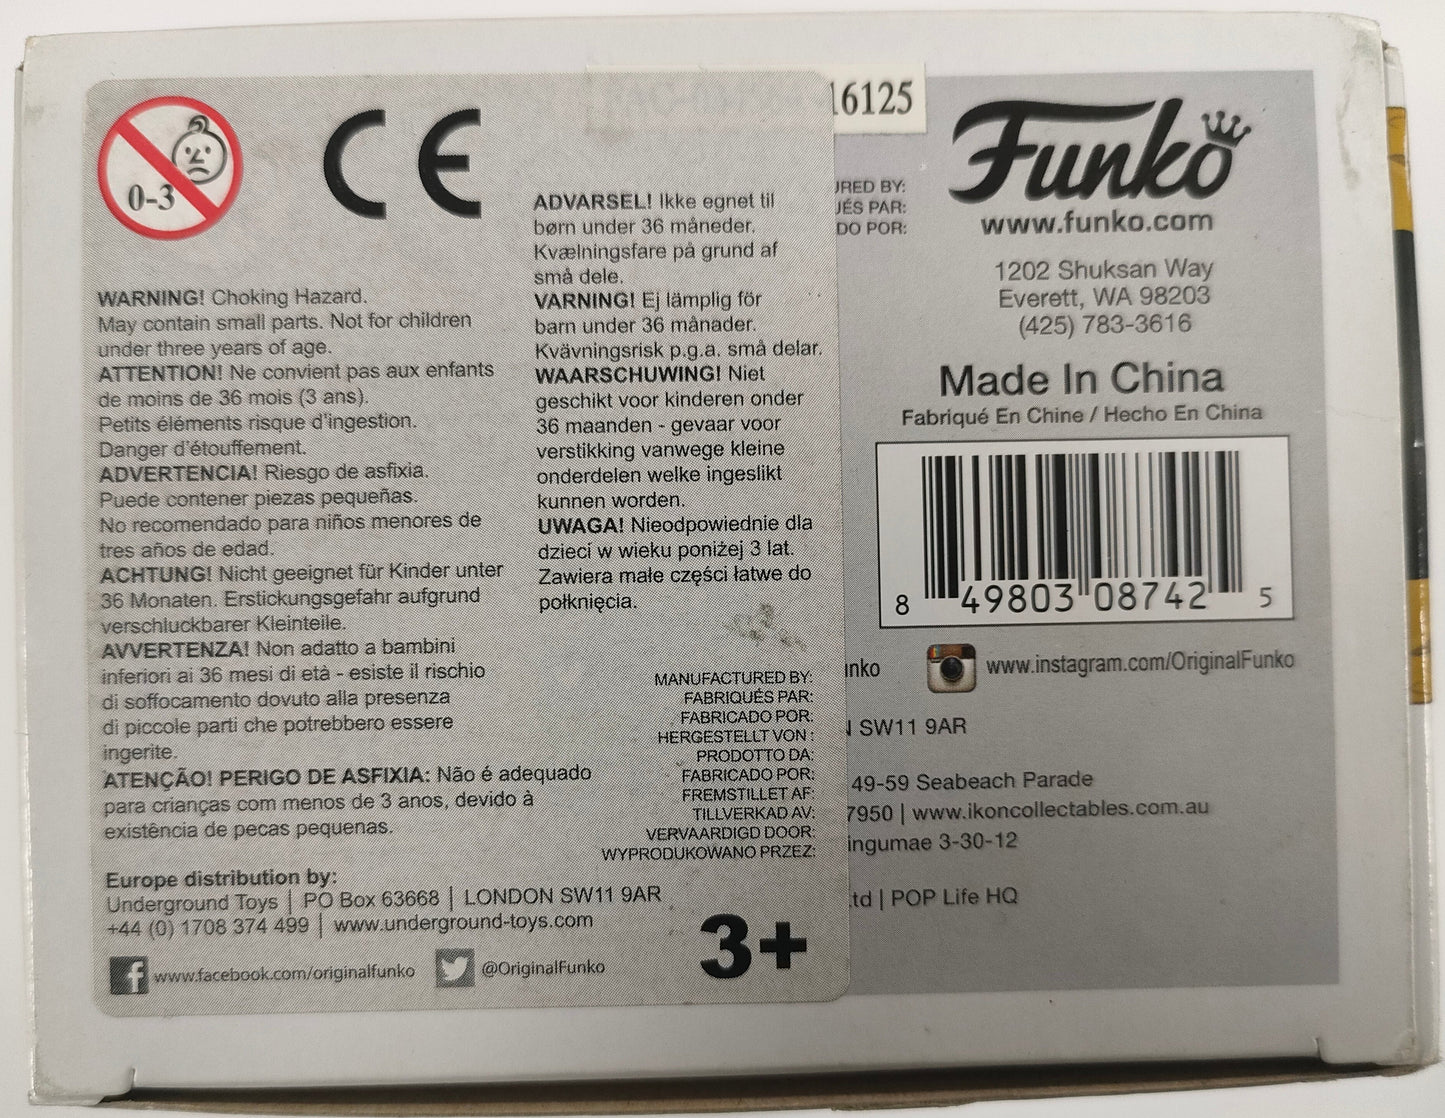 0-3
CE
WARNING! Choking Hazard.
May contain small parts. Not for children
under three years of age.
ATTENTION! Ne convient pas aux enfants
de moins de 36 mois (3 ans).
Petits éléments risque d'ingestion.
Danger d'étouffement.
ADVERTENCIA! Riesgo de asfixia.
Puede contener piezas pequeñas.
No recomendado para niños menores de
tres años de edad.
ACHTUNG! Nicht geeignet für Kinder unter
36 Monaten. Erstickungsgefahr aufgrund
verschluckbarer Kleinteile.
AVVERTENZA! Non adatto a bambini
inferiori ai 36 mesi di età - esiste il rischio
di soffocamento dovuto alla presenza
di piccole parti che potrebbero essere
ingerite.
ATENÇÃO! PERIGO DE ASFIXIA: Não é adequado
para crianças com menos de 3 anos, devido à
existência de pecas pequenas.
Europe distribution by:
Underground Toys | PO Box 63668 | LONDON SW11 9AR
+44 (0) 1708 374 499 | www.underground-toys.com
www.facebook.com/originalfunko
@OriginalFunko
ADVARSEL! Ikke egnet til
børn under 36 måneder.
Kvælningsfare på grund af
små dele.
VARNING! Ej lämplig för
barn under 36 månader.
Kvävningsrisk p.g.a. små delar.
WAARSCHUWING! Niet
geschikt voor kinderen onder
36 maanden - gevaar voor
verstikking vanwege kleine
onderdelen welke ingeslikt
kunnen worden.
UWAGA! Nieodpowiednie dla
dzieci w wieku poniżej 3 lat.
Zawiera małe części łatwe do
połknięcia.
MANUFACTURED BY:
FABRIQUÉS PAR:
FABRICADO POR:
HERGESTELLT VON :
PRODOTTO DA:
FABRICADO POR:
FREMSTILLET AF:
TILLVERKAD AV:
VERVAARDIGD DOOR:
WYPRODUKOWANO PRZEZ:
3+
16125
URED BY:
UÉS PAR:
DO POR:
Funko
www.funko.com
1202 Shuksan Way
Everett, WA 98203
(425) 783-3616
Made In China
Fabriqué En Chine / Hecho En China
8 49803 08742 5
unko
www.instagram.com/OriginalFunko
N SW11 9AR
49-59 Seabeach Parade
7950 | www.ikoncollectables.com.au
ingumae 3-30-12
td | POP Life HQ